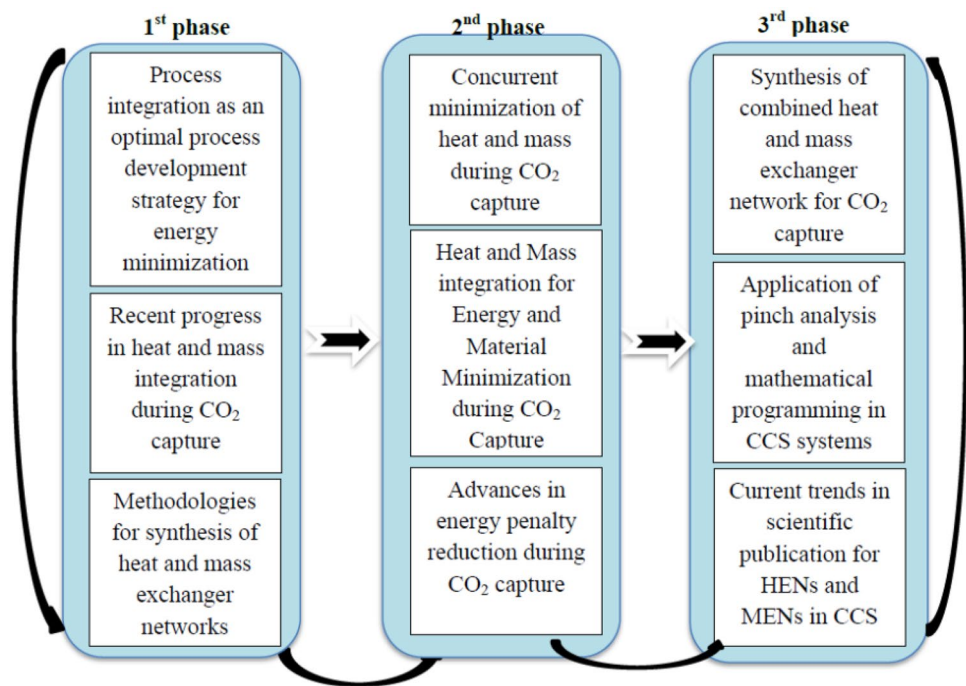 1st phase
Process
integration as an
optimal process
development
strategy for
energy
minimization
Recent progress
in heat and mass
integration
during CO₂
capture
Methodologies
for synthesis of
heat and mass
exchanger
networks
2nd phase
Concurrent
minimization of
heat and mass
during CO₂
capture
Heat and Mass
integration for
Energy and
Material
Minimization
during CO₂
Capture
Advances in
energy penalty
reduction during
CO₂ capture
3rd phase
Synthesis of
combined heat
and mass
exchanger
network for CO₂
capture
Application of
pinch analysis
and
mathematical
programming in
CCS systems
Current trends in
scientific
publication for
HENs and
MENs in CCS